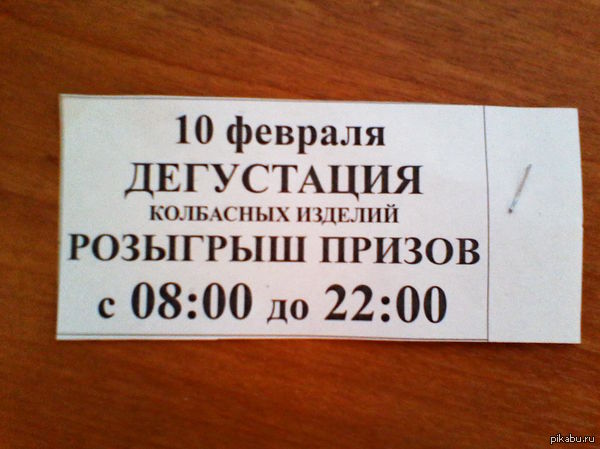 10 февраля
ДЕГУСТАЦИЯ
КОЛБАСНЫХ ИЗДЕЛИЙ
РОЗЫГРЫШ ПРИЗОВ
с 08:00 до 22:00
pikabu.ru